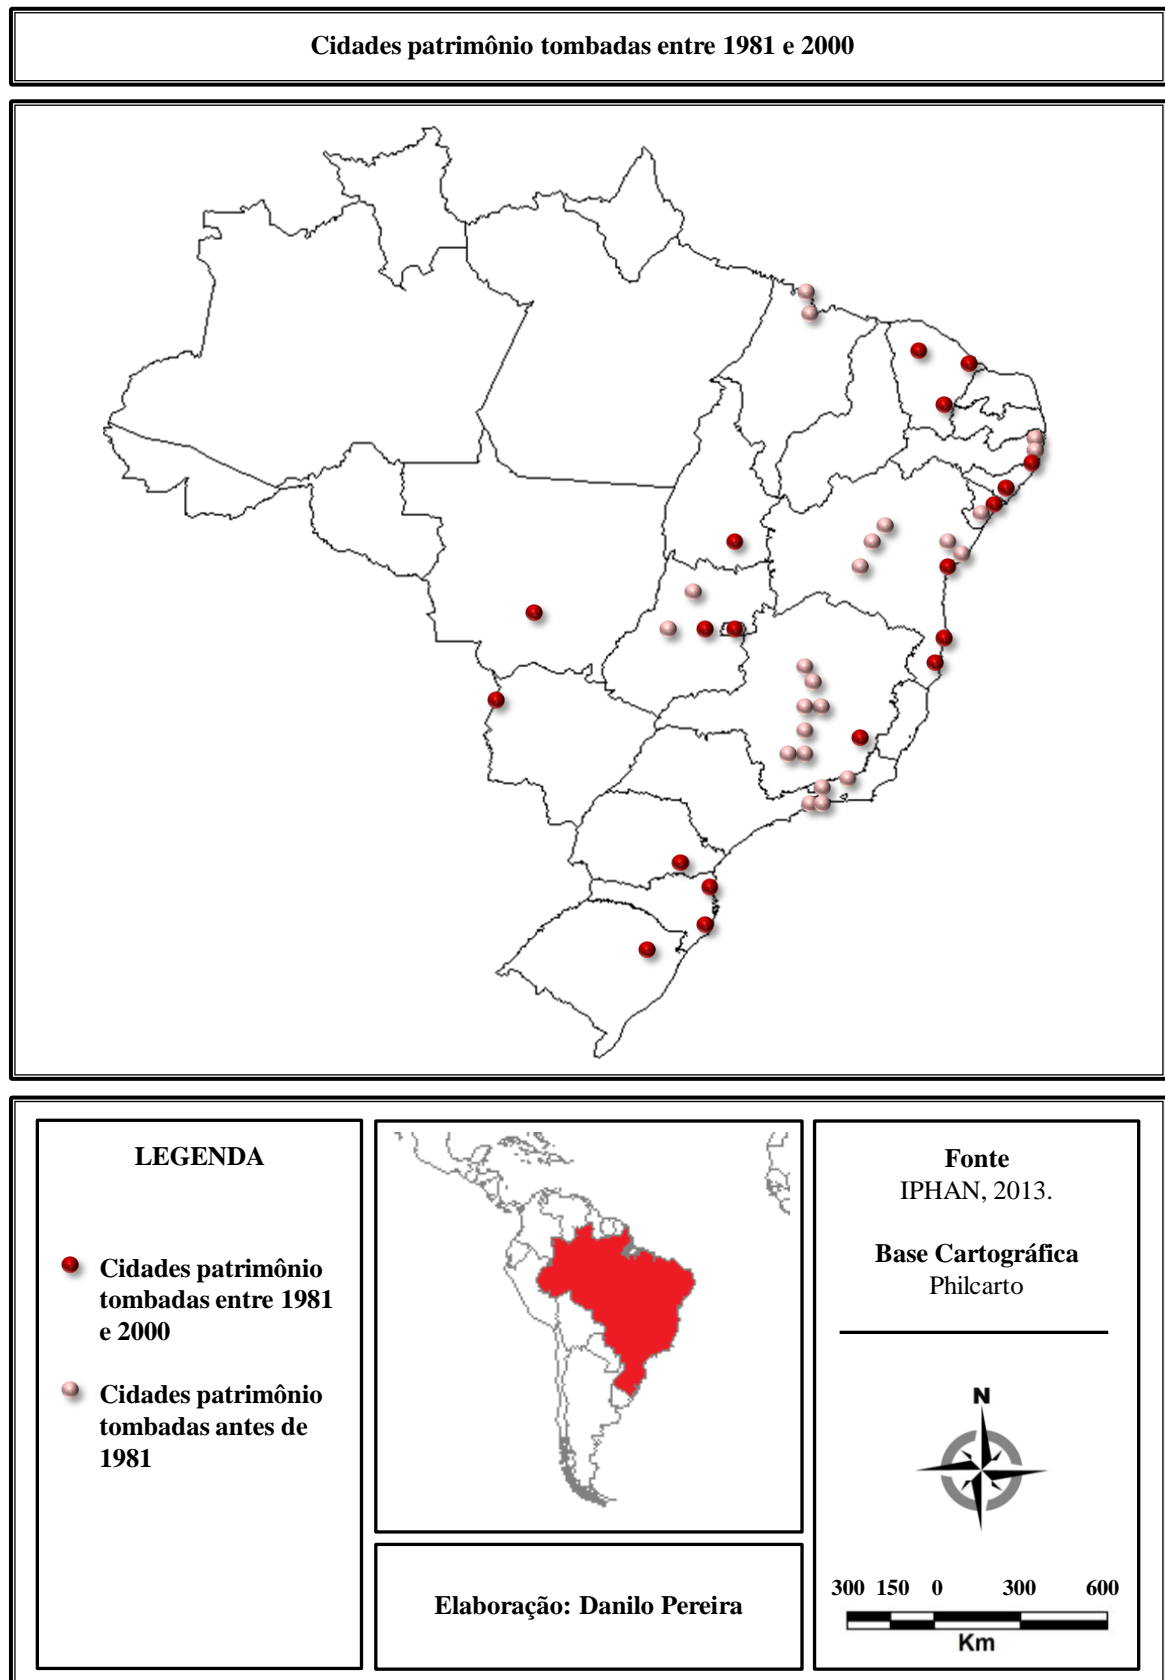 Cidades patrimônio tombadas entre 1981 e 2000
LEGENDA
Cidades patrimônio
tombadas entre 1981
e 2000
Cidades patrimônio
tombadas antes de
1981
Elaboração: Danilo Pereira
Fonte
IPHAN, 2013.
Base Cartográfica
Philcarto
N
300 150 0 300 600
Km